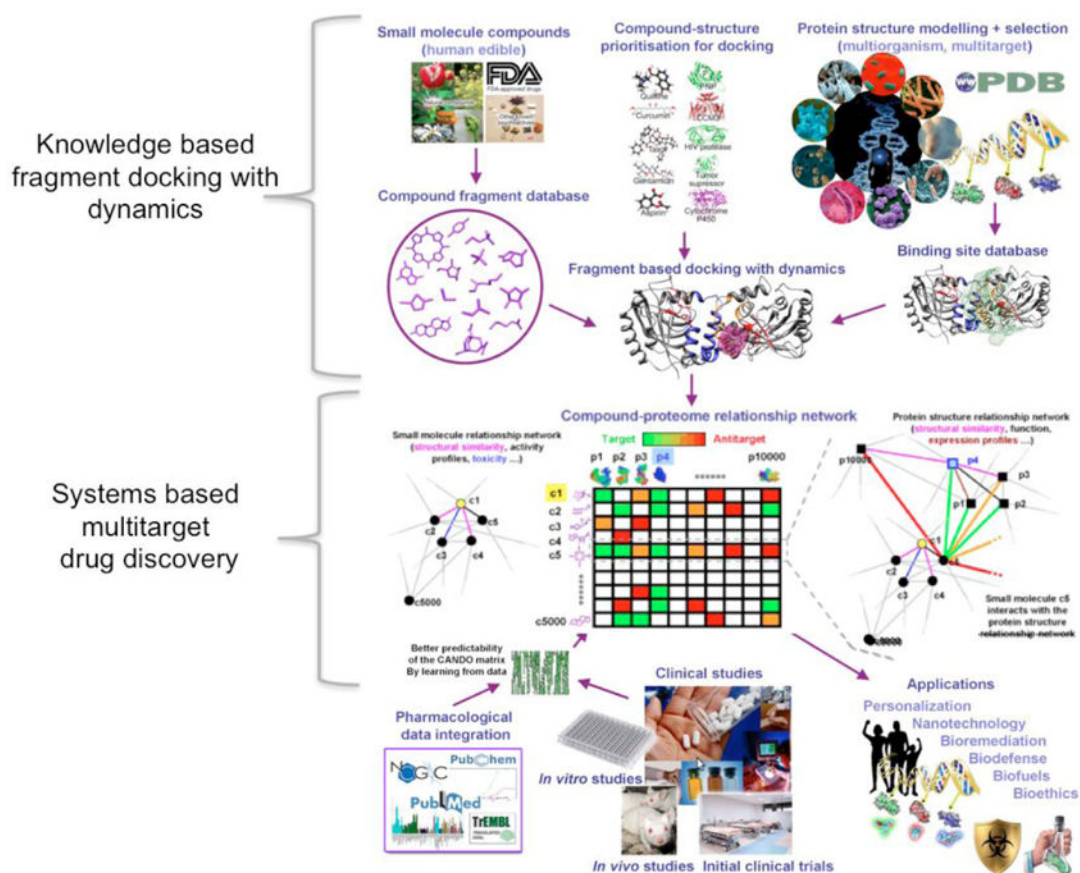 Knowledge based
fragment docking with
dynamics
Small molecule compounds
(human edible)
FDA
FDA-approved drugs
Compound-structure
prioritisation for docking
Quinine
Curcumin
Taxol
Aspirin
HIV protease
Tumor
supressor
Cytochrome
P450
Protein structure modelling + selection
(multiorganism, multitarget)
ww
PDB
Compound fragment database
Fragment based docking with dynamics
Binding site database
Systems based
multitarget
drug discovery
Compound-proteome relationship network
Target
Antitarget
p1 p2 p3 p4 p10000
c1
c2
c3
c4
c5
c5000
Small molecule relationship network
(structural similarity, activity
profiles, toxicity ...)
c1
c2
c5
c3
c4
c5000
Protein structure relationship network
(structural similarity, function,
expression profiles ...)
p10000
p4
p3
p1
p2
c1
c2
c3
c4
Small molecule c5
interacts with the
protein structure
relationship network
Better predictability
of the CANDO matrix
By learning from data
Pharmacological
data integration
PubChem
PubMed
TrEMBL
In vitro studies
Clinical studies
In vivo studies
Initial clinical trials
Applications
Personalization
Nanotechnology
Bioremediation
Biodefense
Biofuels
Bioethics